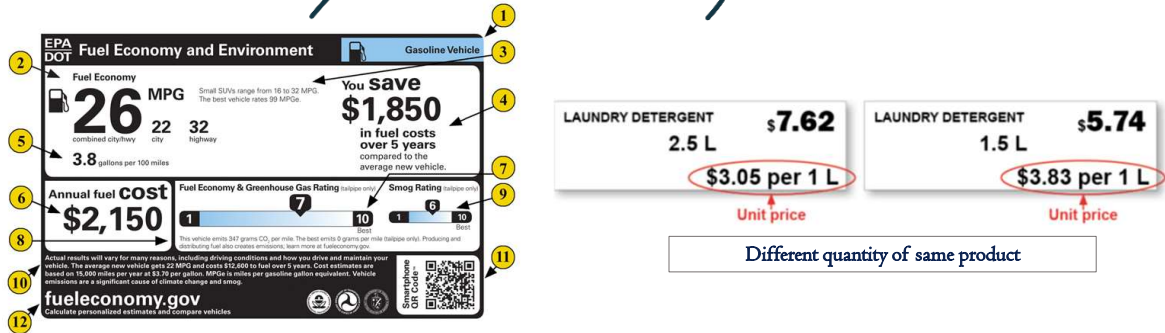 1
EPA
DOT
Fuel Economy and Environment
Gasoline Vehicle
2
3
Fuel Economy
26
MPG
combined city/hwy
22
city
32
highway
Small SUVs range from 16 to 32 MPG.
The best vehicle rates 99 MPGe.
You save
$1,850
in fuel costs
over 5 years
compared to the
average new vehicle.
4
5
3.8 gallons per 100 miles
6
Annual fuel cost
$2,150
7
Fuel Economy & Greenhouse Gas Rating (tailpipe only)
1
7
10
Best
Smog Rating (tailpipe only)
1
6
10
Best
9
8
This vehicle emits 347 grams CO₂ per mile. The best emits 0 grams per mile (tailpipe only). Producing and
distributing fuel also creates emissions; learn more at fueleconomy.gov.
10
Actual results will vary for many reasons, including driving conditions and how you drive and maintain your
vehicle. The average new vehicle gets 22 MPG and costs $12,600 to fuel over 5 years. Cost estimates are
based on 15,000 miles per year at $3.70 per gallon. MPGe is miles per gasoline gallon equivalent. Vehicle
emissions are a significant cause of climate change and smog.
11
Smartphone
QR Code™
12
fueleconomy.gov
Calculate personalized estimates and compare vehicles
LAUNDRY DETERGENT
$7.62
2.5 L
$3.05 per 1 L
Unit price
LAUNDRY DETERGENT
$5.74
1.5 L
$3.83 per 1 L
Unit price
Different quantity of same product